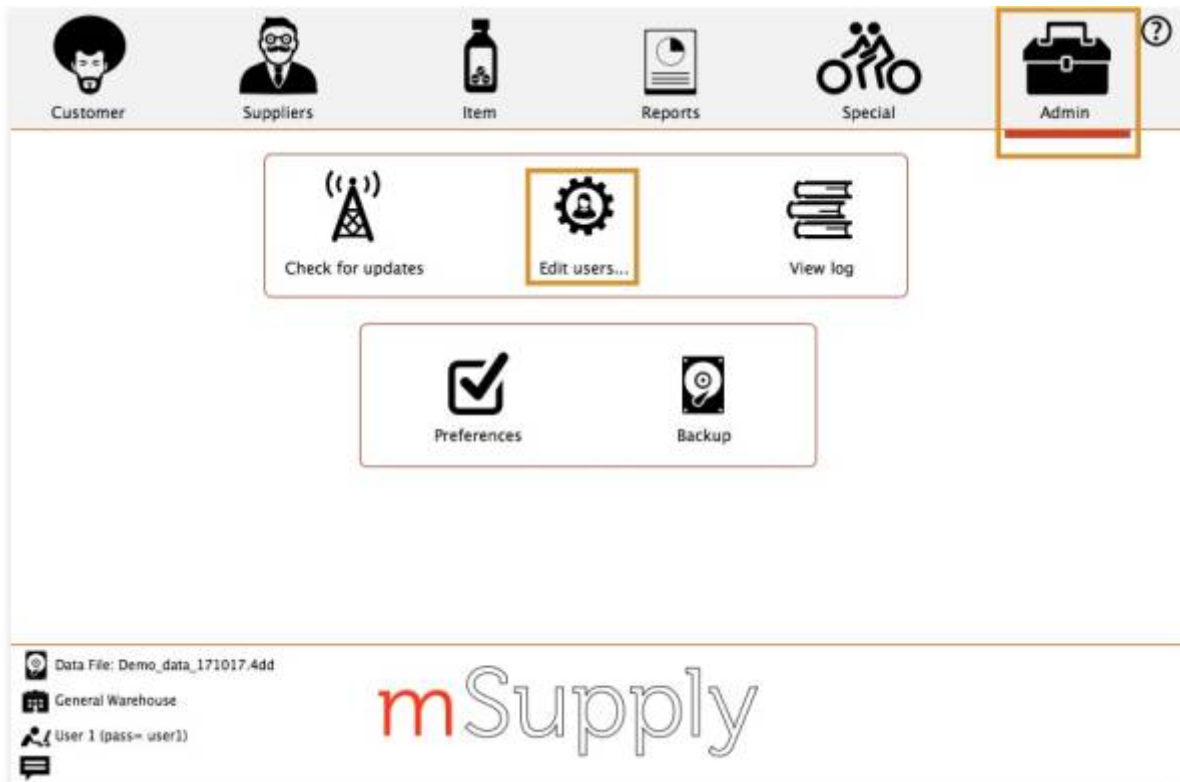 ?
Customer Suppliers Item Reports Special Admin
Check for updates Edit users... View log
Preferences Backup
Data File: Demo_data_171017.4dd
General Warehouse
User 1 (pass= user1)
mSupply